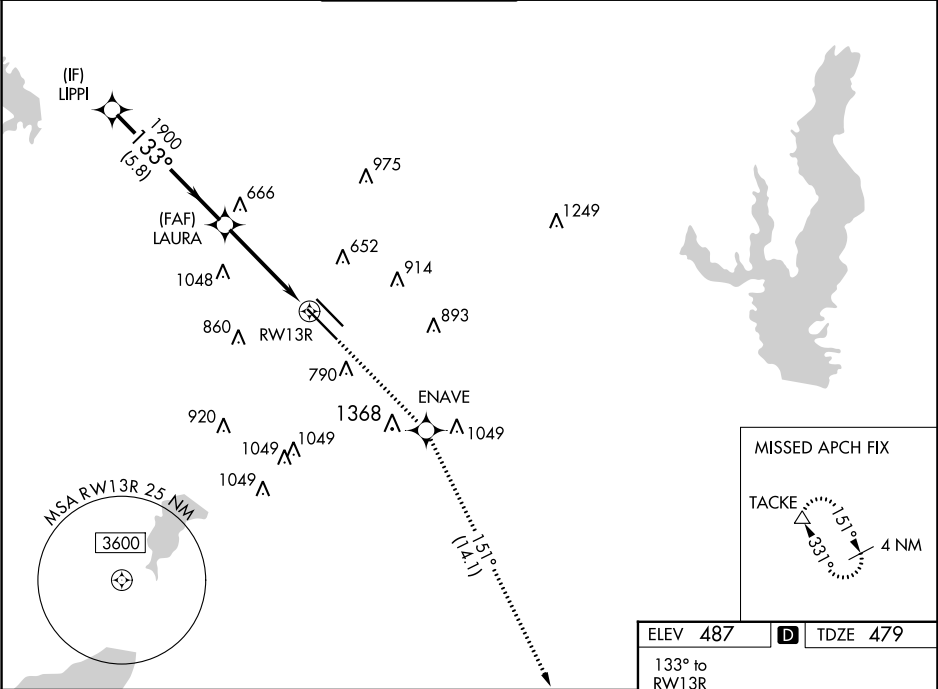 (IF)
LIPPI
1900
133°
(5.8)
975
666
1249
(FAF)
LAURA
652
914
1048
893
860
RW13R
790
ENAVE
1368
1049
920
1049
1049
1049
MSA RW13R 25 NM
3600
151°
(14.1)
MISSED APCH FIX
TACKE
151°
331°
4 NM
ELEV 487 D TDZE 479
133° to
RW13R